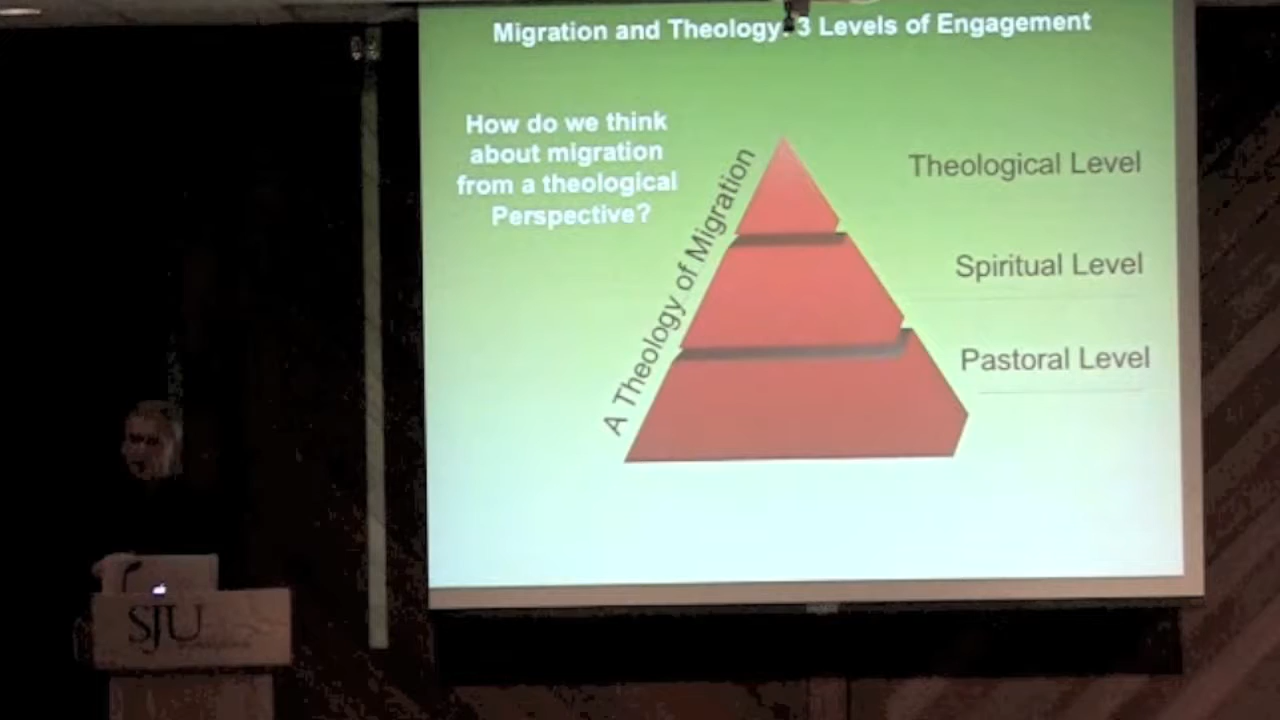 Migration and Theology: 3 Levels of Engagement
How do we think
about migration
from a theological
Perspective?
A Theology of Migration
Theological Level
Spiritual Level
Pastoral Level
SJU